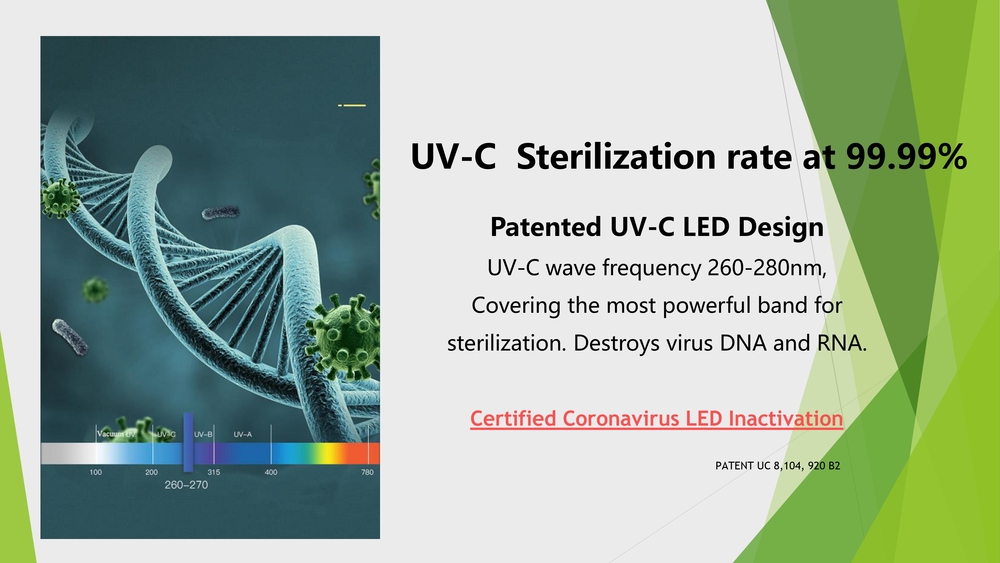 UV-C Sterilization rate at 99.99%
Patented UV-C LED Design
UV-C wave frequency 260-280nm,
Covering the most powerful band for
sterilization. Destroys virus DNA and RNA.
Certified Coronavirus LED Inactivation
PATENT UC 8,104, 920 B2
Vacuum UV UV-C UV-B UV-A
100 200 315 400 780
260-270